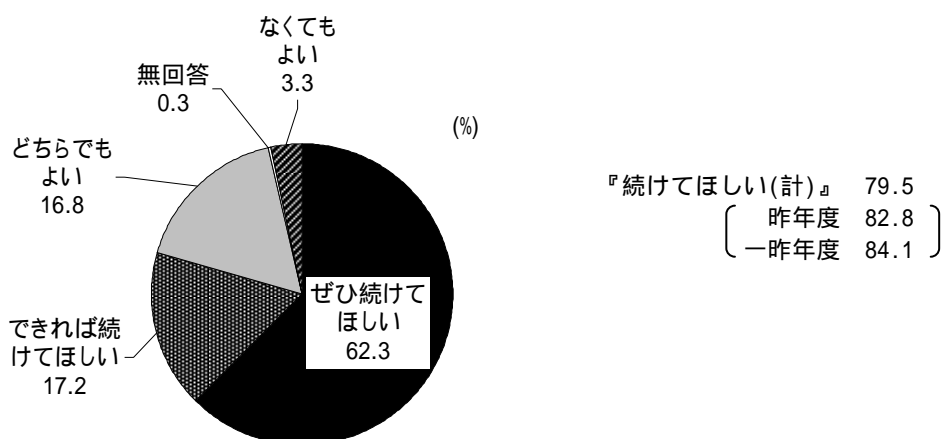 なくても
よい
3.3
無回答
0.3
(%)
どちらでも
よい
16.8
『続けてほしい(計)』 79.5
昨年度 82.8
一昨年度 84.1
ぜひ続けて
ほしい
62.3
できれば続
けてほしい
17.2